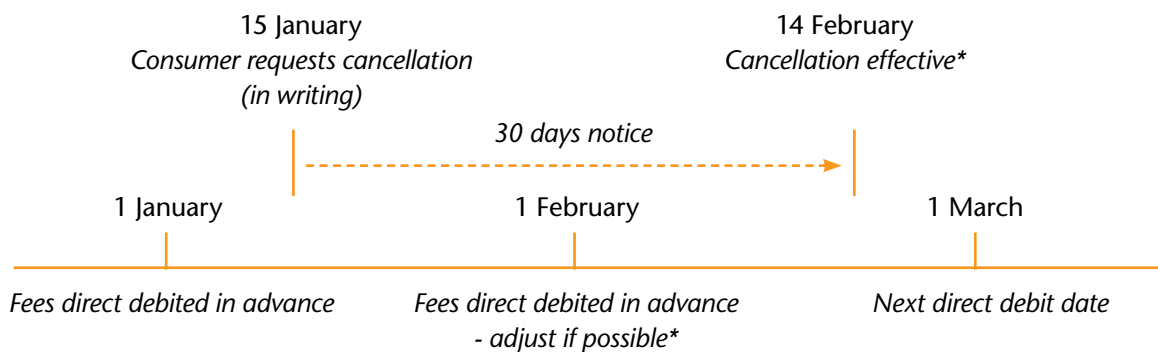 15 January
Consumer requests cancellation
(in writing)
14 February
Cancellation effective*
30 days notice
1 January
1 February
1 March
Fees direct debited in advance
Fees direct debited in advance
- adjust if possible*
Next direct debit date